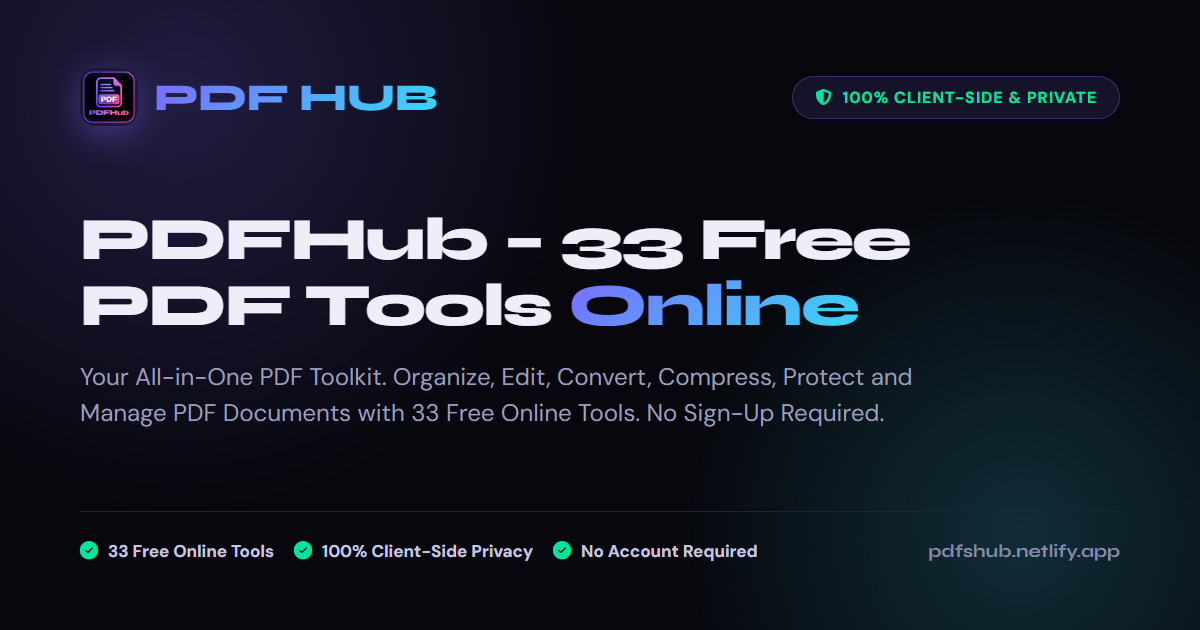 PDF
PDFHub
PDF HUB
100% CLIENT-SIDE & PRIVATE
PDFHub - 33 Free
PDF Tools Online
Your All-in-One PDF Toolkit. Organize, Edit, Convert, Compress, Protect and
Manage PDF Documents with 33 Free Online Tools. No Sign-Up Required.
33 Free Online Tools
100% Client-Side Privacy
No Account Required
pdfshub.netlify.app